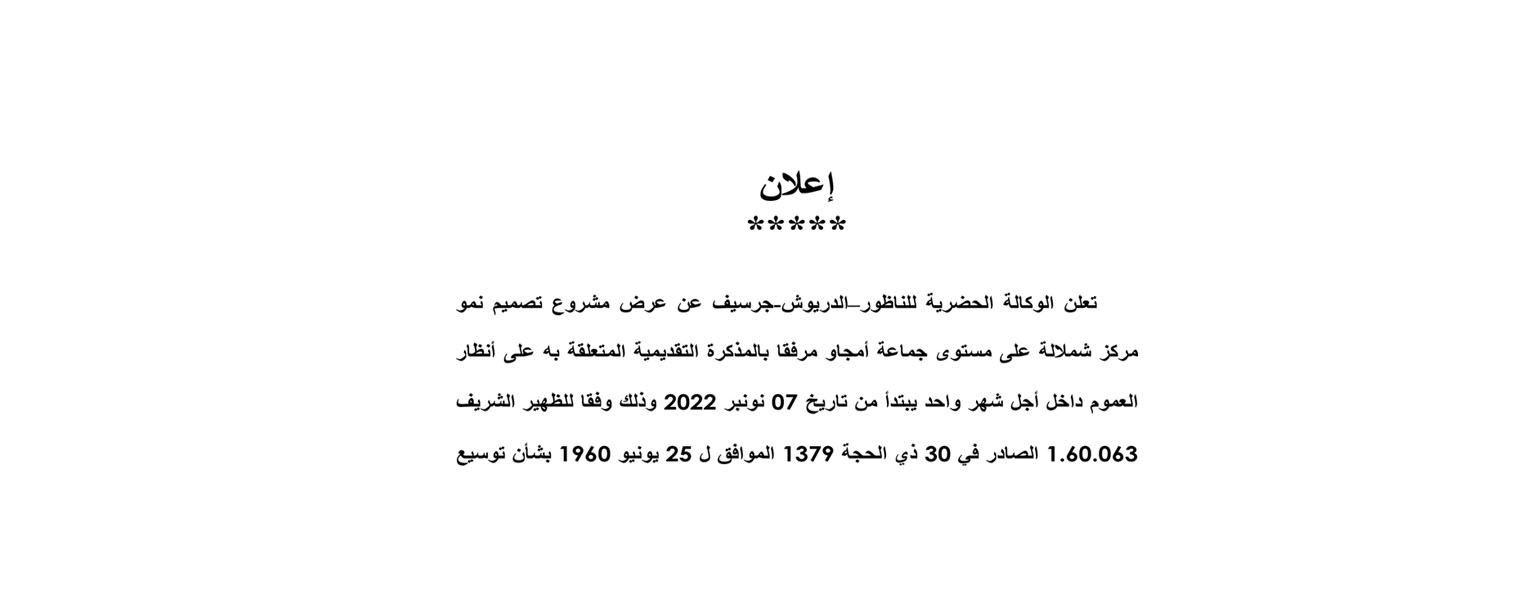 إعلان
*****
تعلن الوكالة الحضرية للناظور–الدريوش-جرسيف عن عرض مشروع تصميم نمو
مركز شملالة على مستوى جماعة أمجاو مرفقا بالمذكرة التقديمية المتعلقة به على أنظار
العموم داخل أجل شهر واحد يبتدأ من تاريخ 07 نونبر 2022 وذلك وفقا للظهير الشريف
1.60.063 الصادر في 30 ذي الحجة 1379 الموافق ل 25 يونيو 1960 بشأن توسيع